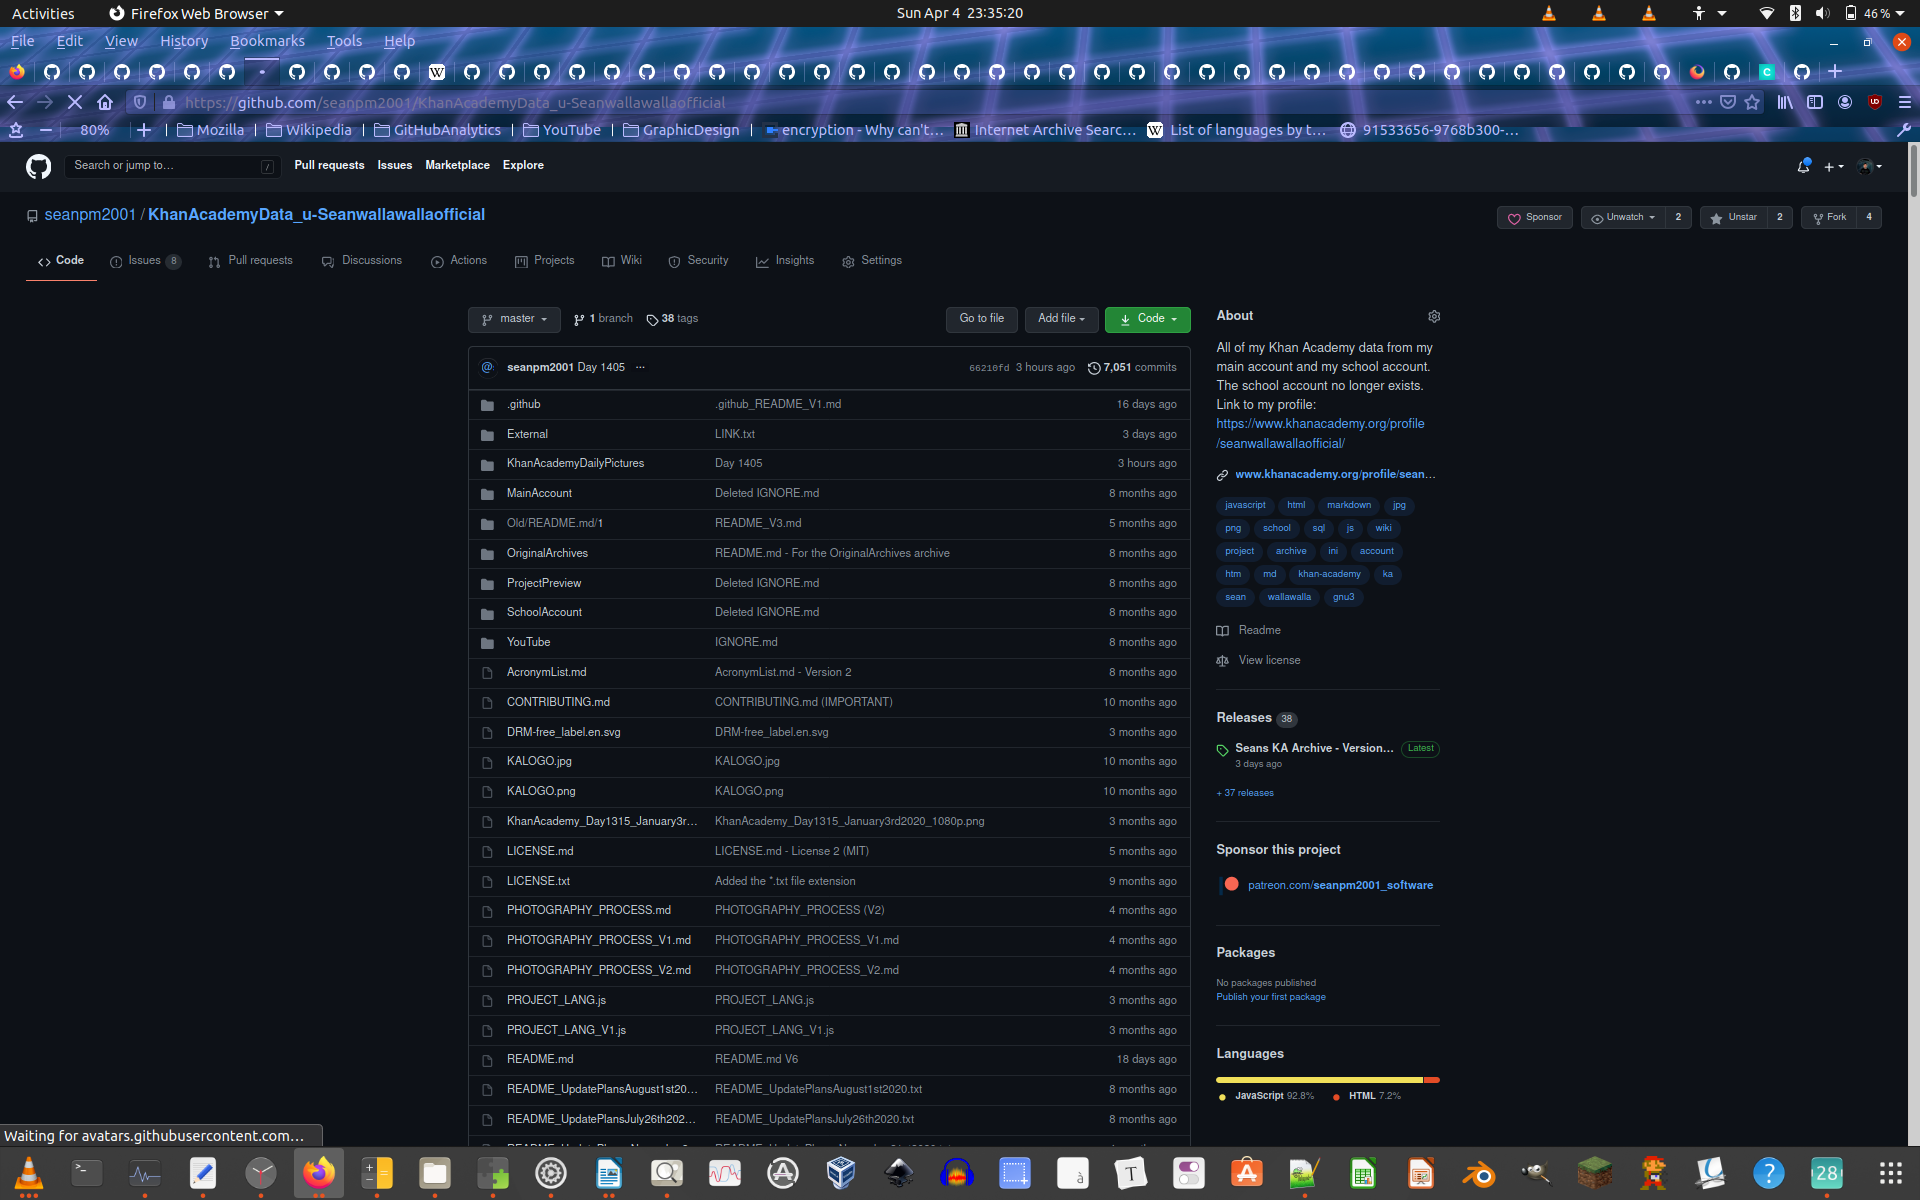 Activities Firefox Web Browser Sun Apr 4 23:35:20 46 %
File Edit View History Bookmarks Tools Help
https://github.com/seanpm2001/KhanAcademyData_u-Seanwallawallaofficial
80% Mozilla Wikipedia GitHubAnalytics YouTube GraphicDesign encryption - Why can't… Internet Archive Searc… List of languages by t… 91533656-9768b300-…
Search or jump to… / Pull requests Issues Marketplace Explore
seanpm2001 / KhanAcademyData_u-Seanwallawallaofficial
Sponsor Unwatch 2 Unstar 2 Fork 4
Code Issues 8 Pull requests Discussions Actions Projects Wiki Security Insights Settings
master 1 branch 38 tags Go to file Add file Code
seanpm2001 Day 1405 ··· 66210fd 3 hours ago 7,051 commits
.github .github_README_V1.md 16 days ago
External LINK.txt 3 days ago
KhanAcademyDailyPictures Day 1405 3 hours ago
MainAccount Deleted IGNORE.md 8 months ago
Old/README.md/1 README_V3.md 5 months ago
OriginalArchives README.md - For the OriginalArchives archive 8 months ago
ProjectPreview Deleted IGNORE.md 8 months ago
SchoolAccount Deleted IGNORE.md 8 months ago
YouTube IGNORE.md 8 months ago
AcronymList.md AcronymList.md - Version 2 8 months ago
CONTRIBUTING.md CONTRIBUTING.md (IMPORTANT) 10 months ago
DRM-free_label.en.svg DRM-free_label.en.svg 3 months ago
KALOGO.jpg KALOGO.jpg 10 months ago
KALOGO.png KALOGO.png 10 months ago
KhanAcademy_Day1315_January3r… KhanAcademy_Day1315_January3rd2020_1080p.png 3 months ago
LICENSE.md LICENSE.md - License 2 (MIT) 5 months ago
LICENSE.txt Added the *.txt file extension 9 months ago
PHOTOGRAPHY_PROCESS.md PHOTOGRAPHY_PROCESS (V2) 4 months ago
PHOTOGRAPHY_PROCESS_V1.md PHOTOGRAPHY_PROCESS_V1.md 4 months ago
PHOTOGRAPHY_PROCESS_V2.md PHOTOGRAPHY_PROCESS_V2.md 4 months ago
PROJECT_LANG.js PROJECT_LANG.js 3 months ago
PROJECT_LANG_V1.js PROJECT_LANG_V1.js 3 months ago
README.md README.md V6 18 days ago
README_UpdatePlansAugust1st20… README_UpdatePlansAugust1st2020.txt 8 months ago
README_UpdatePlansJuly26th202… README_UpdatePlansJuly26th2020.txt 8 months ago
About
All of my Khan Academy data from my
main account and my school account.
The school account no longer exists.
Link to my profile:
https://www.khanacademy.org/profile
/seanwallawallaofficial/
www.khanacademy.org/profile/sean…
javascript html markdown jpg
png school sql js wiki
project archive ini account
htm md khan-academy ka
sean wallawalla gnu3
Readme
View license
Releases 38
Seans KA Archive - Version… Latest
3 days ago
+ 37 releases
Sponsor this project
patreon.com/seanpm2001_software
Packages
No packages published
Publish your first package
Languages
JavaScript 92.8% HTML 7.2%
Waiting for avatars.githubusercontent.com…
28